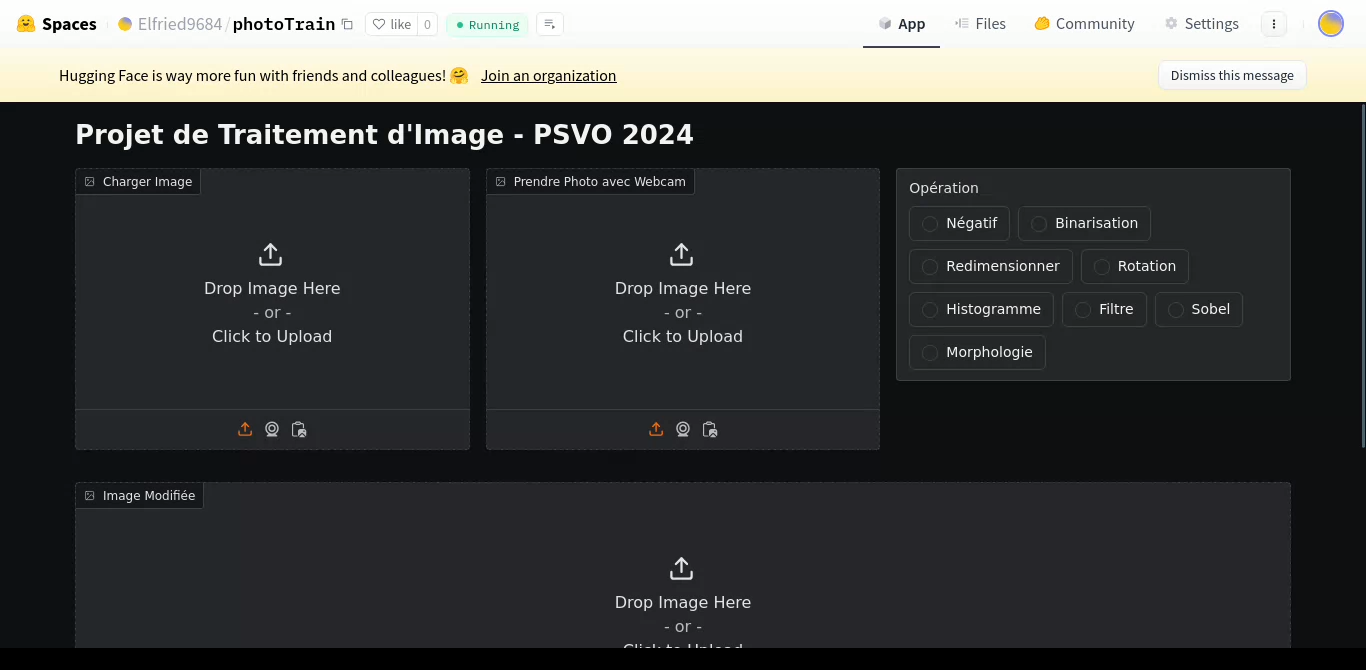 Spaces
Elfried9684/photoTrain
like 0
Running
App
Files
Community
Settings
Hugging Face is way more fun with friends and colleagues! 🤗 Join an organization
Dismiss this message
Projet de Traitement d'Image - PSVO 2024
Charger Image
Drop Image Here
- or -
Click to Upload
Prendre Photo avec Webcam
Drop Image Here
- or -
Click to Upload
Opération
Négatif
Binarisation
Redimensionner
Rotation
Histogramme
Filtre
Sobel
Morphologie
Image Modifiée
Drop Image Here
- or -
Click to Upload